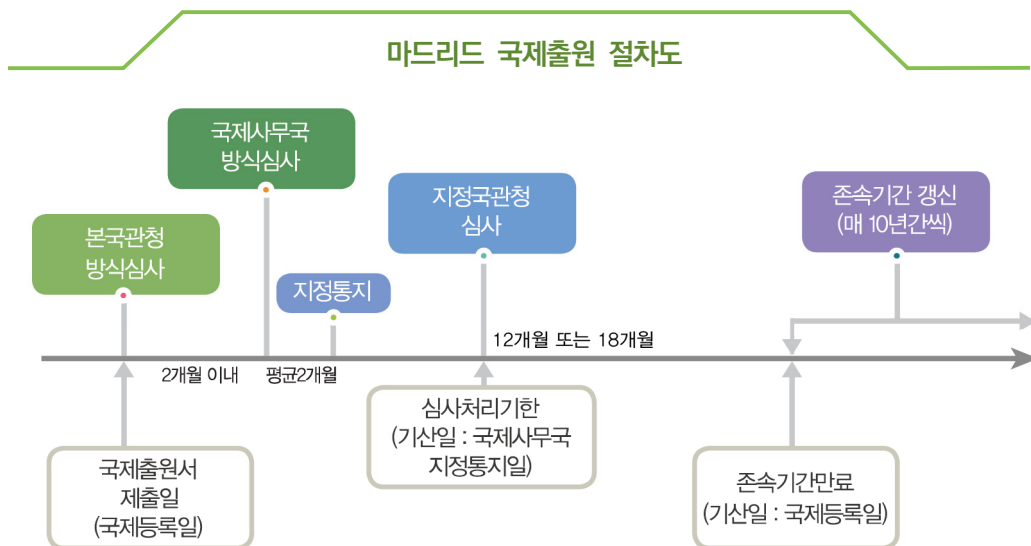 마드리드 국제출원 절차도
국제사무국
방식심사
지정국관청
심사
존속기간 갱신
(매 10년간씩)
본국관청
방식심사
지정통지
12개월 또는 18개월
2개월 이내
평균2개월
심사처리기한
(기산일 : 국제사무국
지정통지일)
국제출원서
제출일
(국제등록일)
존속기간만료
(기산일 : 국제등록일)